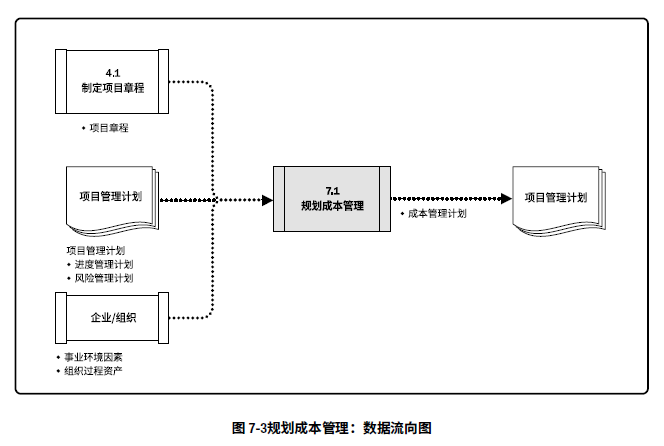 4.1
制定项目章程
• 项目章程
项目管理计划
项目管理计划
• 进度管理计划
• 风险管理计划
企业/组织
• 事业环境因素
• 组织过程资产
7.1
规划成本管理
• 成本管理计划
项目管理计划
图 7-3规划成本管理：数据流向图